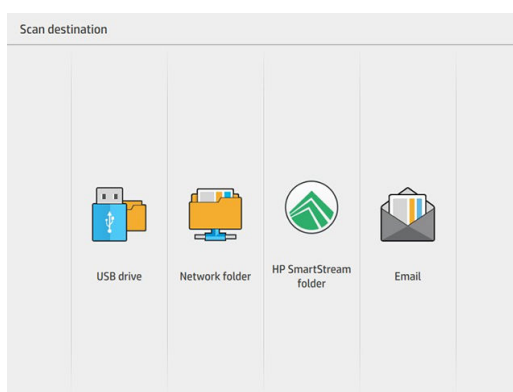 Scan destination
USB drive
Network folder
HP SmartStream
folder
Email